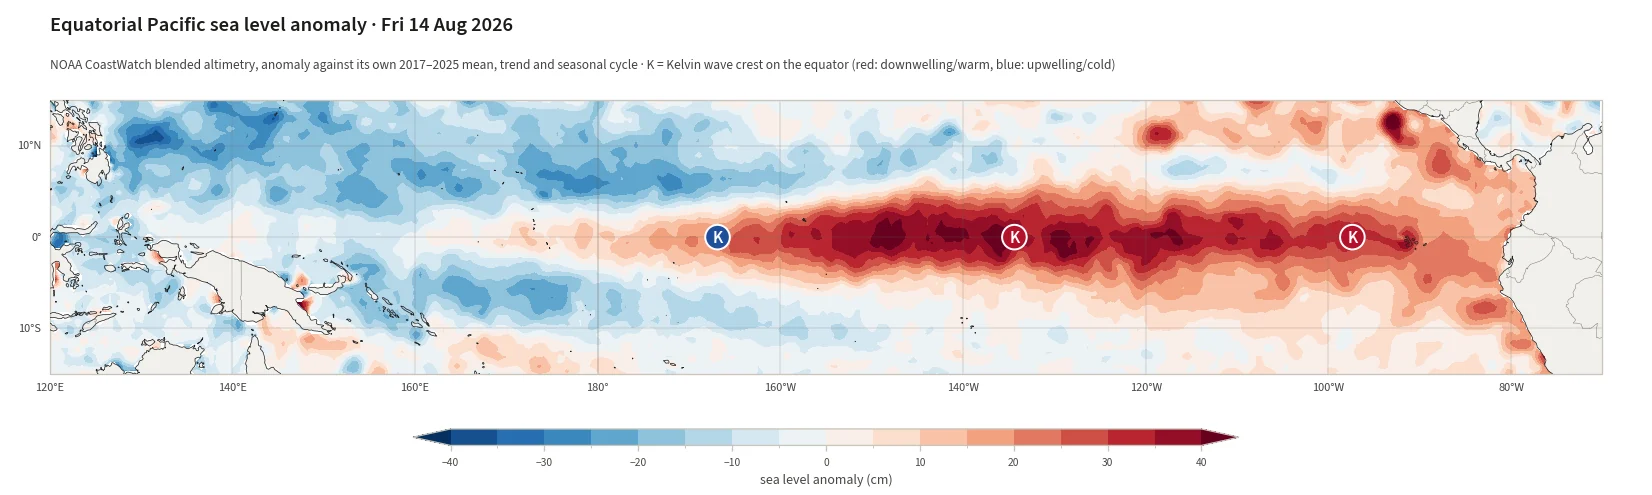 Equatorial Pacific sea level anomaly · Fri 14 Aug 2026
NOAA CoastWatch blended altimetry, anomaly against its own 2017–2025 mean, trend and seasonal cycle · K = Kelvin wave crest on the equator (red: downwelling/warm, blue: upwelling/cold)
10°N
0°
10°S
K K K
120°E 140°E 160°E 180° 160°W 140°W 120°W 100°W 80°W
−40 −30 −20 −10 0 10 20 30 40
sea level anomaly (cm)